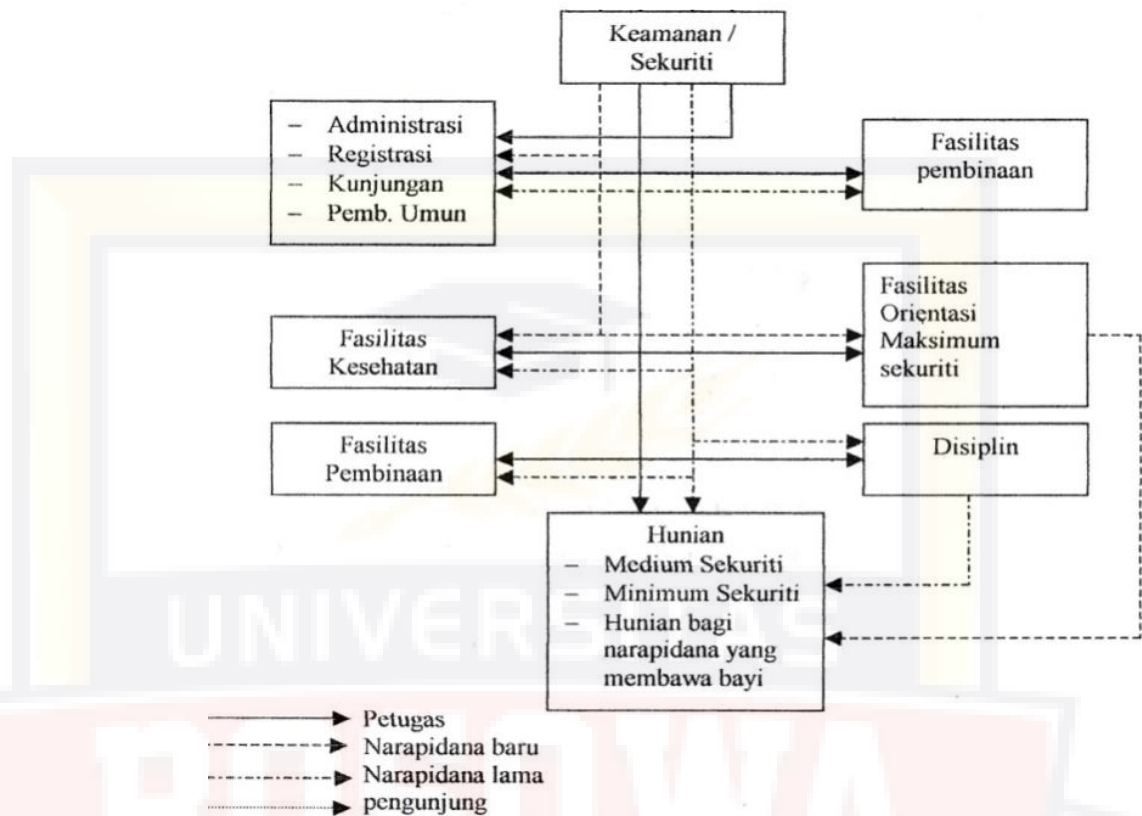 Keamanan /
Sekuriti
– Administrasi
– Registrasi
– Kunjungan
– Pemb. Umun
Fasilitas
pembinaan
Fasilitas
Orientasi
Maksimum
sekuriti
Fasilitas
Kesehatan
Fasilitas
Pembinaan
Disiplin
Hunian
– Medium Sekuriti
– Minimum Sekuriti
– Hunian bagi
narapidana yang
membawa bayi
UNIVERSITAS
BOSOWA
Petugas
Narapidana baru
Narapidana lama
pengunjung